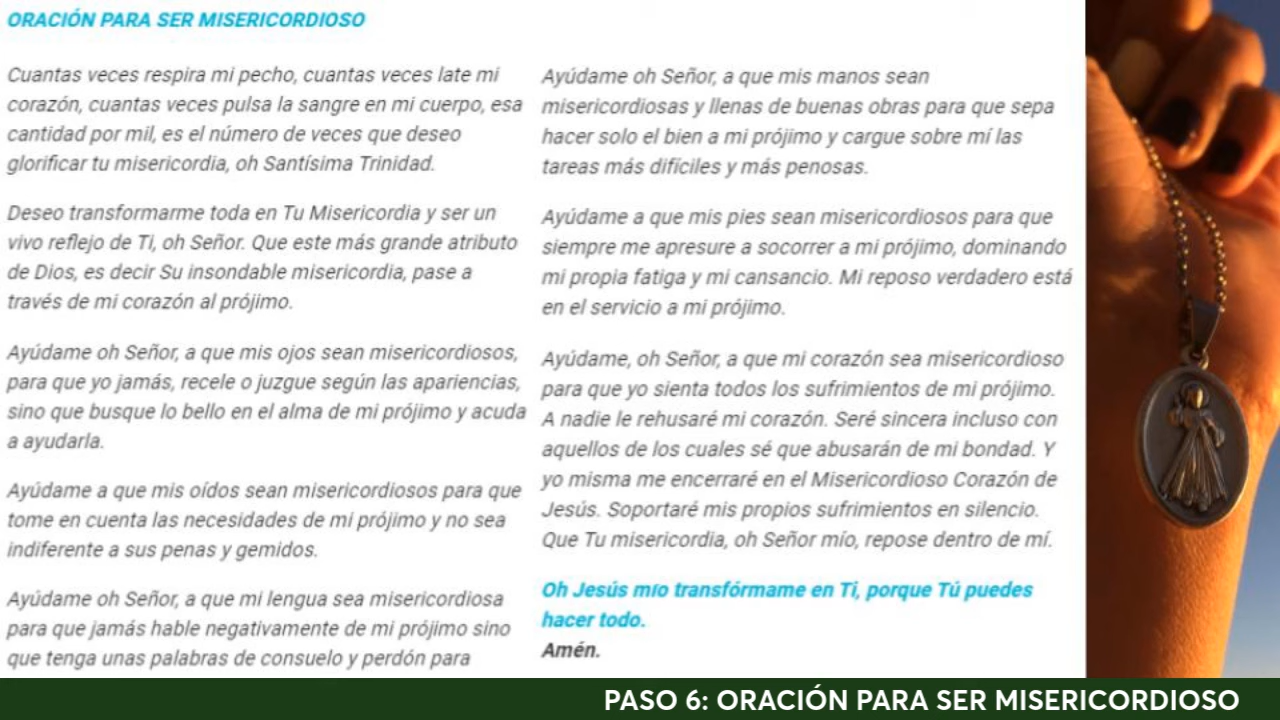 ORACIÓN PARA SER MISERICORDIOSO
Cuantas veces respira mi pecho, cuantas veces late mi
corazón, cuantas veces pulsa la sangre en mi cuerpo, esa
cantidad por mil, es el número de veces que deseo
glorificar tu misericordia, oh Santísima Trinidad.
Deseo transformarme toda en Tu Misericordia y ser un
vivo reflejo de Ti, oh Señor. Que este más grande atributo
de Dios, es decir Su insondable misericordia, pase a
través de mi corazón al prójimo.
Ayúdame oh Señor, a que mis ojos sean misericordiosos,
para que yo jamás, recele o juzgue según las apariencias,
sino que busque lo bello en el alma de mi prójimo y acuda
a ayudarla.
Ayúdame a que mis oídos sean misericordiosos para que
tome en cuenta las necesidades de mi prójimo y no sea
indiferente a sus penas y gemidos.
Ayúdame oh Señor, a que mi lengua sea misericordiosa
para que jamás hable negativamente de mi prójimo sino
que tenga unas palabras de consuelo y perdón para
Ayúdame oh Señor, a que mis manos sean
misericordiosas y llenas de buenas obras para que sepa
hacer solo el bien a mi prójimo y cargue sobre mí las
tareas más difíciles y más penosas.
Ayúdame a que mis pies sean misericordiosos para que
siempre me apresure a socorrer a mi prójimo, dominando
mi propia fatiga y mi cansancio. Mi reposo verdadero está
en el servicio a mi prójimo.
Ayúdame, oh Señor, a que mi corazón sea misericordioso
para que yo sienta todos los sufrimientos de mi prójimo.
A nadie le rehusaré mi corazón. Seré sincera incluso con
aquellos de los cuales sé que abusarán de mi bondad. Y
yo misma me encerraré en el Misericordioso Corazón de
Jesús. Soportaré mis propios sufrimientos en silencio.
Que Tu misericordia, oh Señor mío, repose dentro de mí.
Oh Jesús mío transfórmame en Ti, porque Tú puedes
hacer todo.
Amén.
PASO 6: ORACIÓN PARA SER MISERICORDIOSO